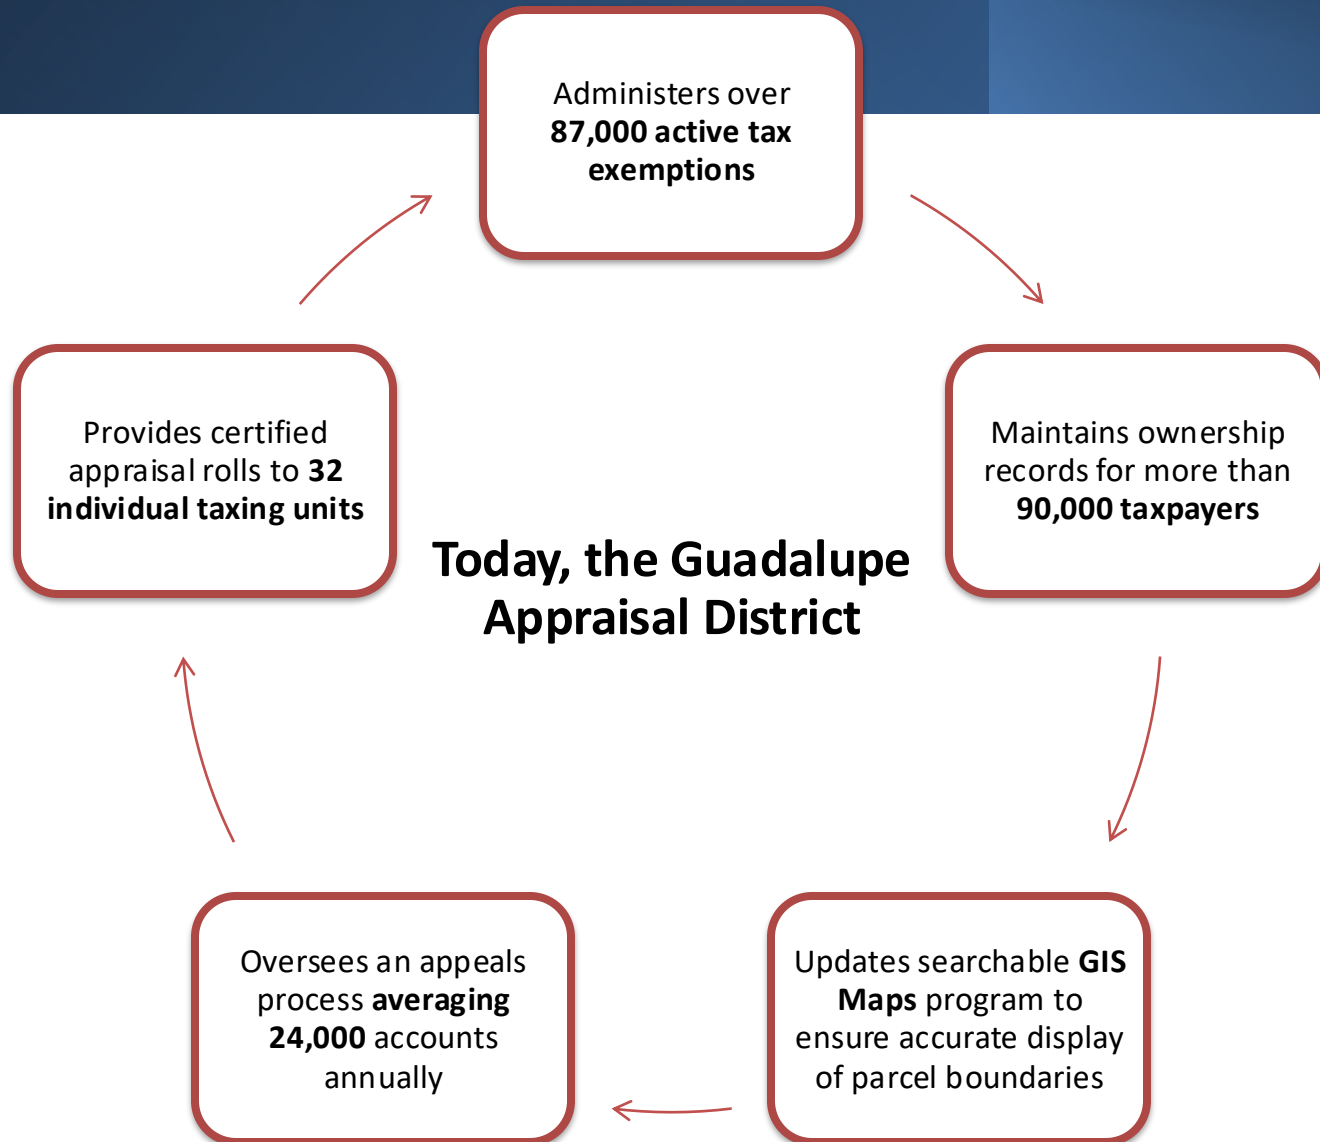 Administers over
87,000 active tax
exemptions
Maintains ownership
records for more than
90,000 taxpayers
Updates searchable GIS
Maps program to
ensure accurate display
of parcel boundaries
Oversees an appeals
process averaging
24,000 accounts
annually
Provides certified
appraisal rolls to 32
individual taxing units
Today, the Guadalupe
Appraisal District